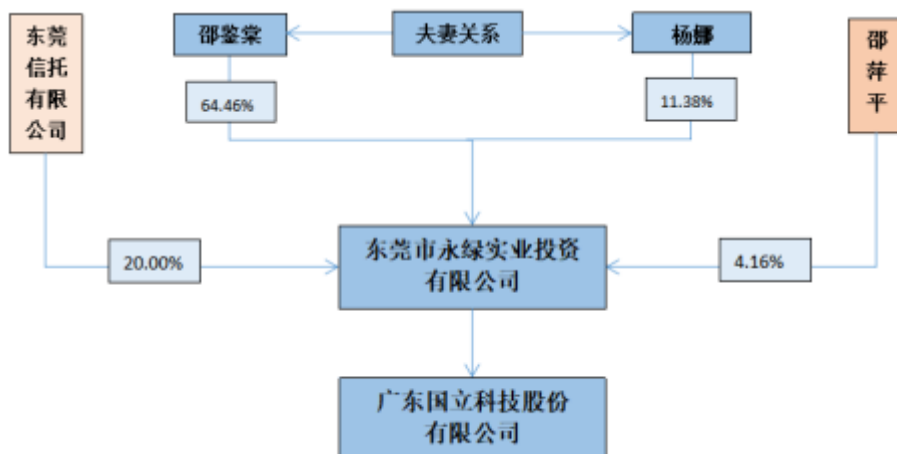 东莞
信托
有限
公司
邵鉴棠
夫妻关系
杨娜
邵
萍
平
64.46%
11.38%
东莞市永绿实业投资
有限公司
20.00%
4.16%
广东国立科技股份
有限公司